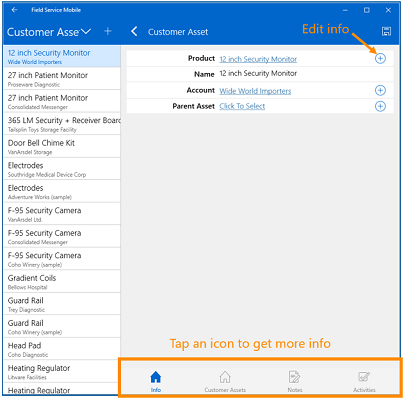 Field Service Mobile
Customer Asse
Customer Asset
Edit info
12 inch Security Monitor
Wide World Importers
27 inch Patient Monitor
Proseware Diagnostic
27 inch Patient Monitor
Consolidated Messenger
365 LM Security + Receiver Board
Tailspin Toys Storage Facility
Door Bell Chime Kit
VanArsdel Storage
Electrodes
Southridge Medical Device Corp
Electrodes
Adventure Works (sample)
F-95 Security Camera
VanArsdel Ltd.
F-95 Security Camera
Consolidated Messenger
F-95 Security Camera
Coho Winery (sample)
Gradient Coils
Bellows Hospital
Guard Rail
Trey Diagnostic
Guard Rail
Coho Winery (sample)
Head Pad
Coho Diagnostic
Heating Regulator
Litware Facilities
Heating Regulator
Product 12 inch Security Monitor
Name 12 inch Security Monitor
Account Wide World Importers
Parent Asset Click To Select
Tap an icon to get more info
Info Customer Assets Notes Activities